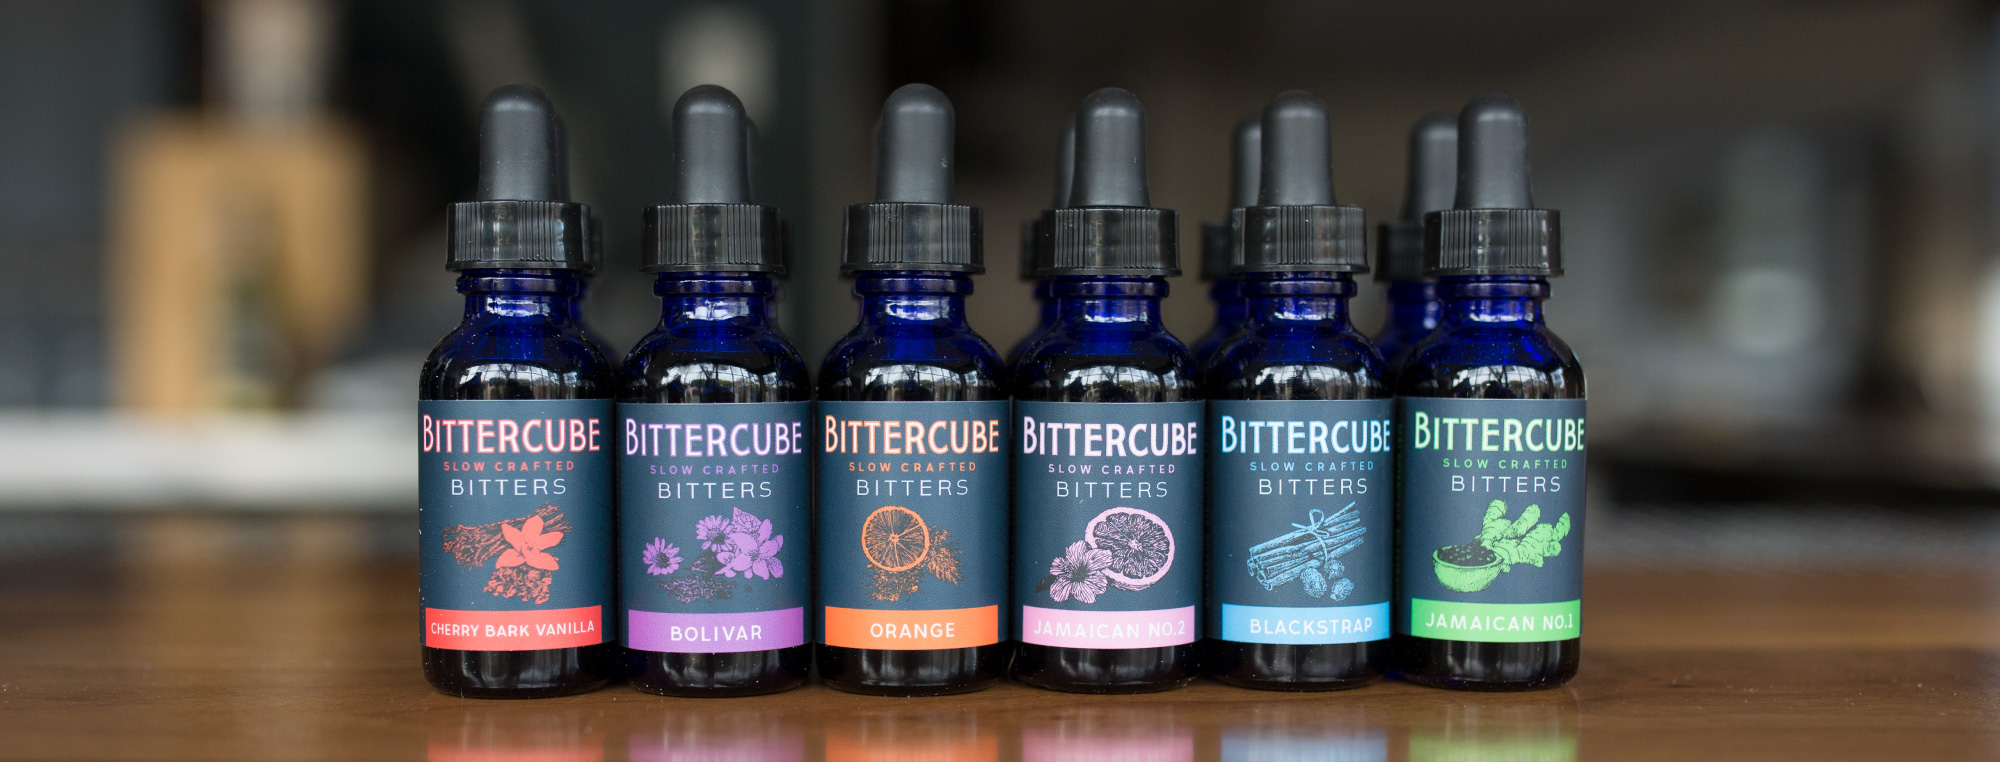 BITTERCUBE
SLOW CRAFTED
BITTERS
CHERRY BARK VANILLA
BITTERCUBE
SLOW CRAFTED
BITTERS
BOLIVAR
BITTERCUBE
SLOW CRAFTED
BITTERS
ORANGE
BITTERCUBE
SLOW CRAFTED
BITTERS
JAMAICAN NO.2
BITTERCUBE
SLOW CRAFTED
BITTERS
BLACKSTRAP
BITTERCUBE
SLOW CRAFTED
BITTERS
JAMAICAN NO.1